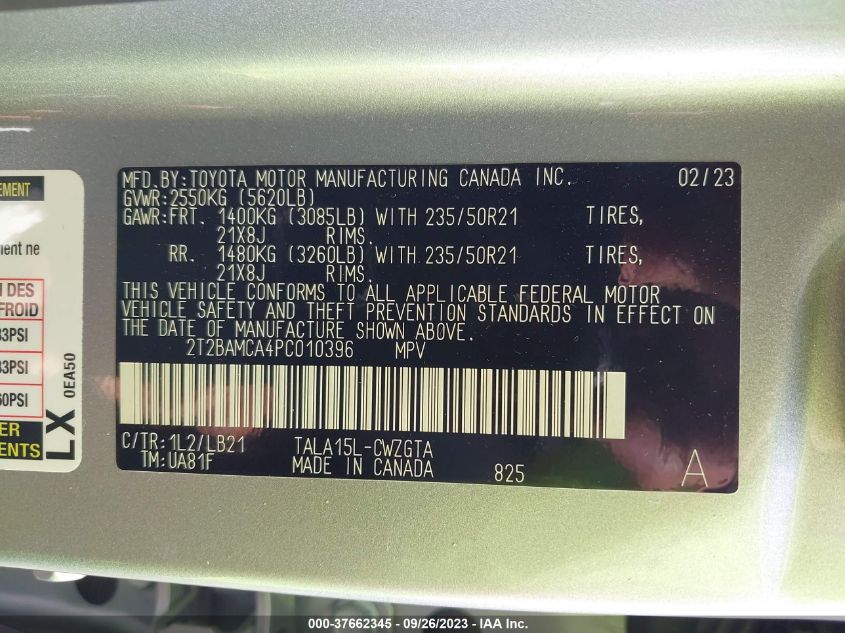 EMENT
ment ne
N DES
FROID
33PSI
33PSI
60PSI
ER
ENTS
LX
0EA50
MFD.BY:TOYOTA MOTOR MANUFACTURING CANADA INC. 02/23
GVWR:2550KG (5620LB)
GAWR:FRT. 1400KG (3085LB) WITH 235/50R21 TIRES,
21X8J RIMS.
RR. 1480KG (3260LB) WITH 235/50R21 TIRES,
21X8J RIMS.
THIS VEHICLE CONFORMS TO ALL APPLICABLE FEDERAL MOTOR
VEHICLE SAFETY AND THEFT PREVENTION STANDARDS IN EFFECT ON
THE DATE OF MANUFACTURE SHOWN ABOVE.
2T2BAMCA4PC010396 MPV
C/TR:1L2/LB21 TALA15L-CWZGTA
TM:UA81F MADE IN CANADA 825 A
000-37662345 - 09/26/2023 - IAA Inc.